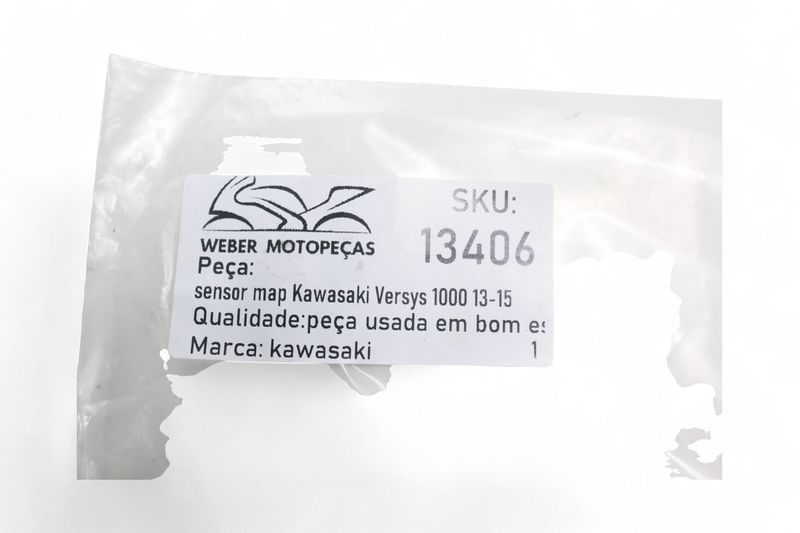 WEBER MOTOPEÇAS
SKU:
13406
Peça:
sensor map Kawasaki Versys 1000 13-15
Qualidade:peça usada em bom es
Marca: kawasaki
1